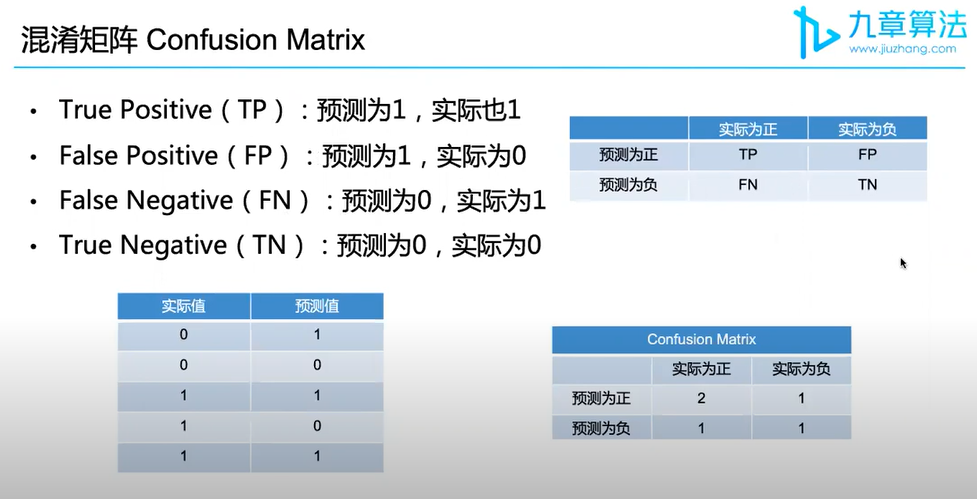 混淆矩阵 Confusion Matrix
九章算法
www.jiuzhang.com
• True Positive（TP）：预测为1，实际也1
• False Positive（FP）：预测为1，实际为0
• False Negative（FN）：预测为0，实际为1
• True Negative（TN）：预测为0，实际为0
实际为正 实际为负
预测为正 TP FP
预测为负 FN TN
实际值 预测值
0 1
0 0
1 1
1 0
1 1
Confusion Matrix
实际为正 实际为负
预测为正 2 1
预测为负 1 1